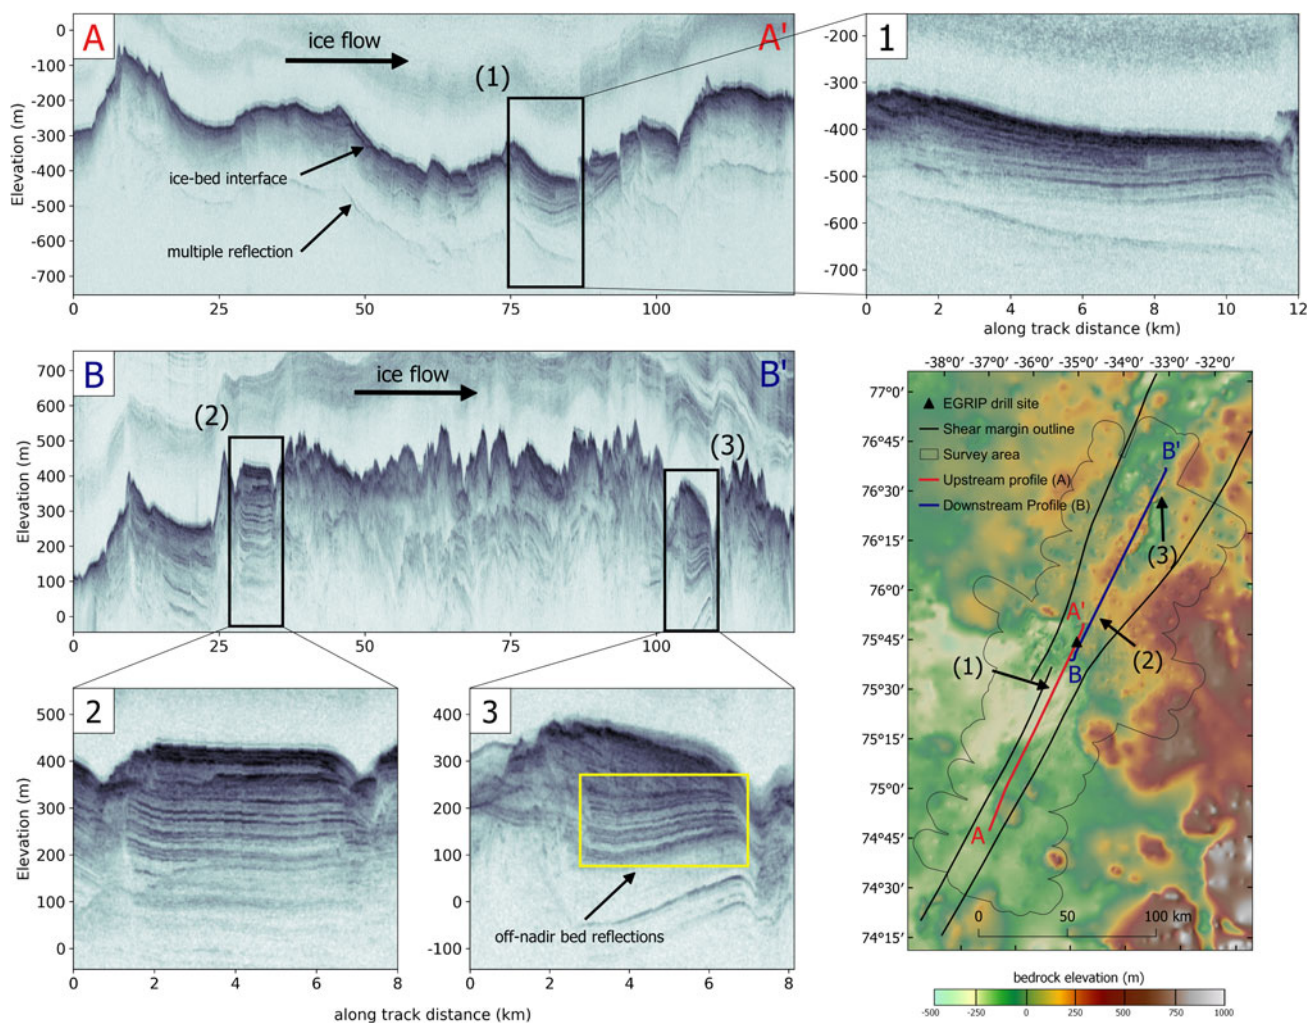 A
ice flow
A'
(1)
Elevation (m)
0
-100
-200
-300
-400
-500
-600
-700
ice-bed interface
multiple reflection
0 25 50 75 100
1
-200
-300
-400
-500
-600
-700
0 2 4 6 8 10 12
along track distance (km)
B
ice flow
B'
(2)
(3)
Elevation (m)
700
600
500
400
300
200
100
0
0 25 50 75 100
2
Elevation (m)
500
400
300
200
100
0
0 2 4 6 8
3
400
300
200
100
0
-100
off-nadir bed reflections
0 2 4 6 8
along track distance (km)
-38°0′ -37°0′ -36°0′ -35°0′ -34°0′ -33°0′ -32°0′
77°0′
76°45′
76°30′
76°15′
76°0′
75°45′
75°30′
75°15′
75°0′
74°45′
74°30′
74°15′
EGRIP drill site
Shear margin outline
Survey area
Upstream profile (A)
Downstream Profile (B)
B'
(3)
A'
(2)
(1)
B
A
0 50 100 km
bedrock elevation (m)
-500 -250 0 250 500 750 1000